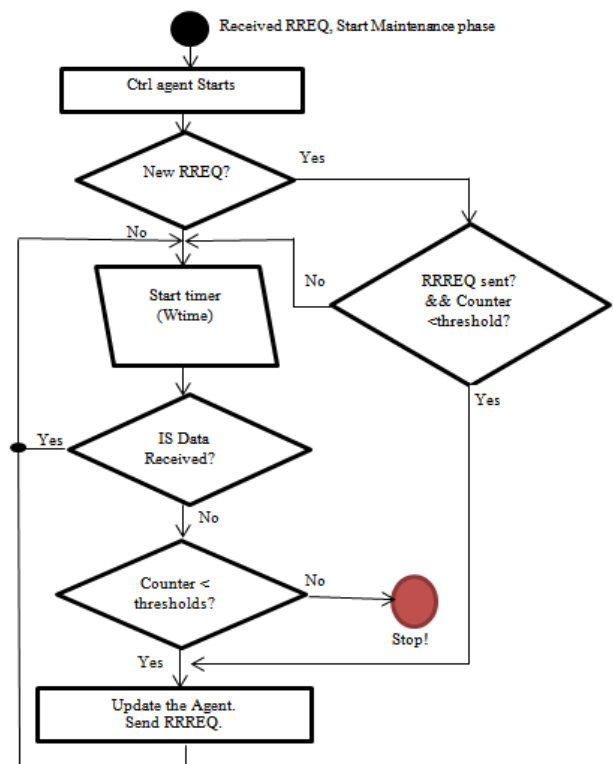 Received RREQ, Start Maintenance phase
Ctrl agent Starts
New RREQ?
Yes
No
Start timer
(Wtime)
No
RRREQ sent?
&& Counter
<threshold?
Yes
Yes
IS Data
Received?
No
Counter <
thresholds?
No
Stop!
Yes
Update the Agent.
Send RRREQ.